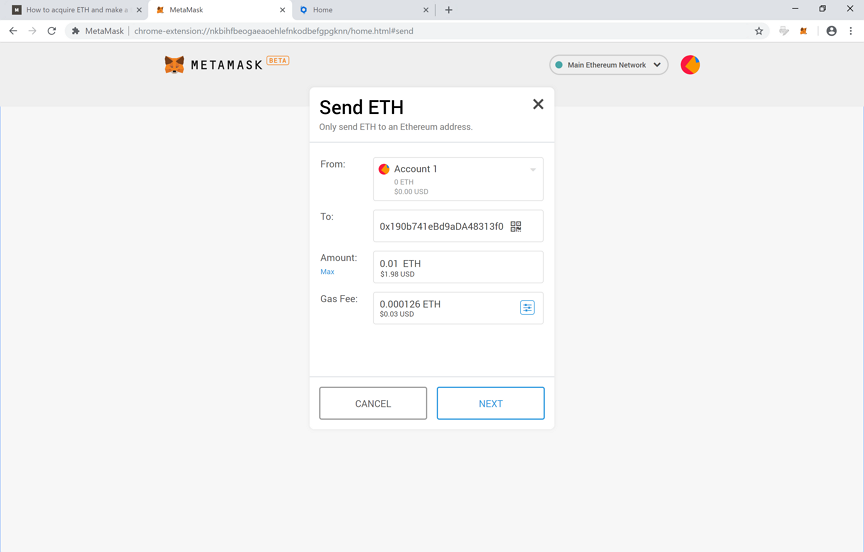 How to acquire ETH and make a
MetaMask
Home
MetaMask
chrome-extension://nkbihfbeogaeaoehlefnkodbefgpgknn/home.html#send
METAMASK
BETA
Main Ethereum Network
Send ETH
Only send ETH to an Ethereum address.
From:
Account 1
0 ETH
$0.00 USD
To:
0x190b741eBd9aDA48313f0
Amount:
Max
0.01 ETH
$1.98 USD
Gas Fee:
0.000126 ETH
$0.03 USD
CANCEL
NEXT